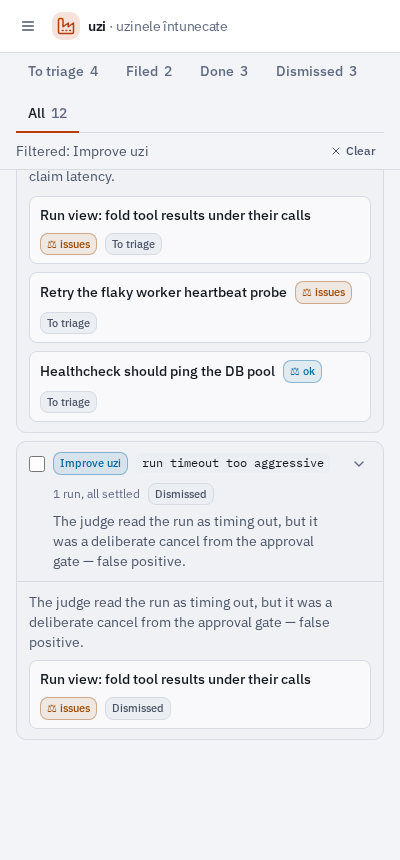 uzi · uzinele întunecate
To triage 4 Filed 2 Done 3 Dismissed 3
All 12
Filtered: Improve uzi Clear
claim latency.
Run view: fold tool results under their calls
⚖ issues To triage
Retry the flaky worker heartbeat probe ⚖ issues
To triage
Healthcheck should ping the DB pool ⚖ ok
To triage
Improve uzi run timeout too aggressive
1 run, all settled Dismissed
The judge read the run as timing out, but it
was a deliberate cancel from the approval
gate — false positive.
The judge read the run as timing out, but it was a
deliberate cancel from the approval gate — false
positive.
Run view: fold tool results under their calls
⚖ issues Dismissed